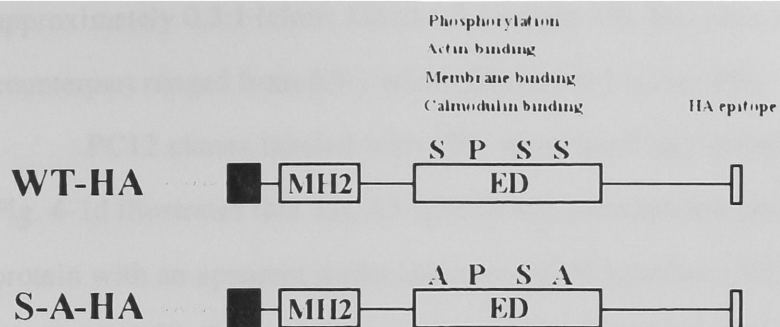 Phosphorylation
Actin binding
Membrane binding
Calmodulin binding HA epitope
S P S S
WT-HA MH2 ED
A P S A
S-A-HA MH2 ED